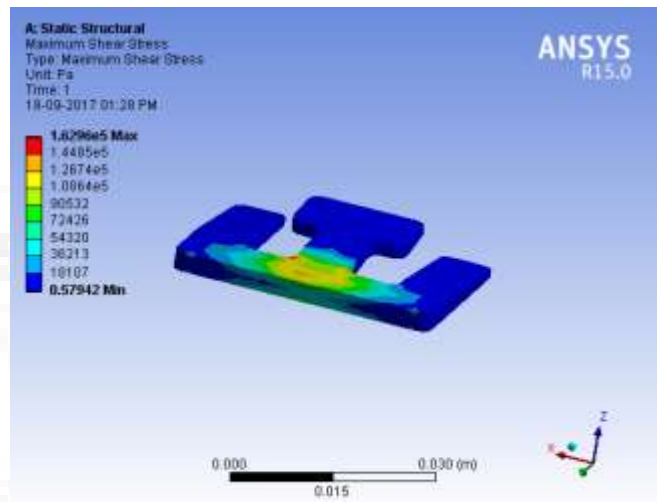 A: Static Structural
Maximum Shear Stress
Type: Maximum Shear Stress
Unit: Pa
Time: 1
18-09-2017 01:28 PM
ANSYS
R15.0
1.6296e5 Max
1.4485e5
1.2674e5
1.0864e5
90532
72426
54320
36213
18107
0.57942 Min
Z
X
0.000
0.030 (m)
0.015